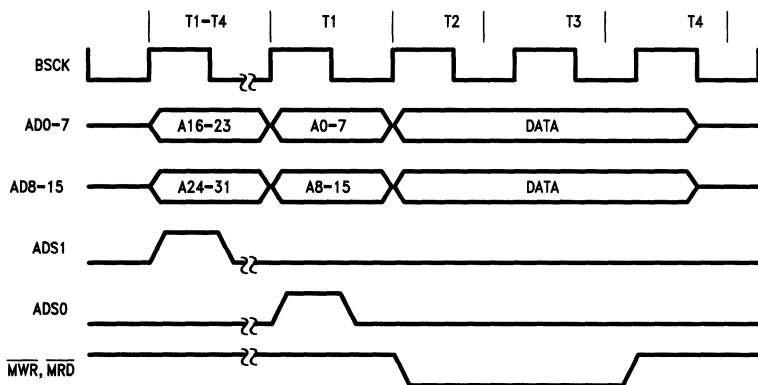 T1-T4 T1 T2 T3 T4
BSCK
AD0-7 A16-23 A0-7 DATA
AD8-15 A24-31 A8-15 DATA
ADS1
ADS0
MWR, MRD